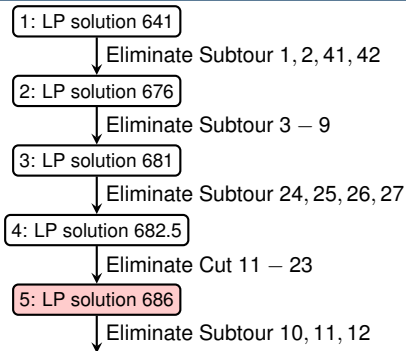 1: LP solution 641
Eliminate Subtour 1, 2, 41, 42
2: LP solution 676
Eliminate Subtour 3 − 9
3: LP solution 681
Eliminate Subtour 24, 25, 26, 27
4: LP solution 682.5
Eliminate Cut 11 − 23
5: LP solution 686
Eliminate Subtour 10, 11, 12